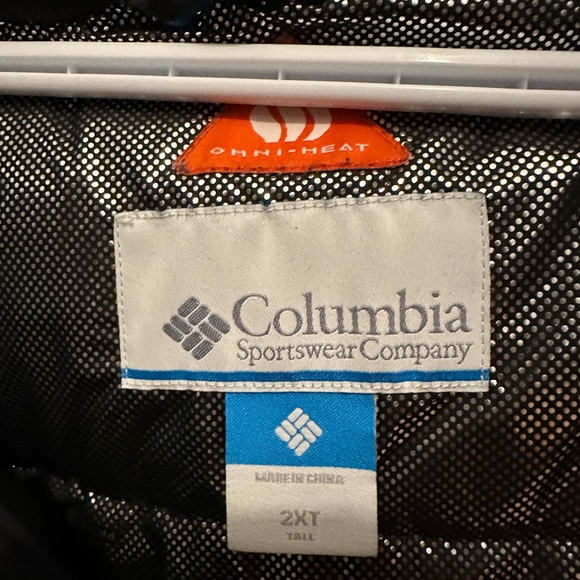 OMNI-HEAT
Columbia
Sportswear Company
MADE IN CHINA
2XT
TALL